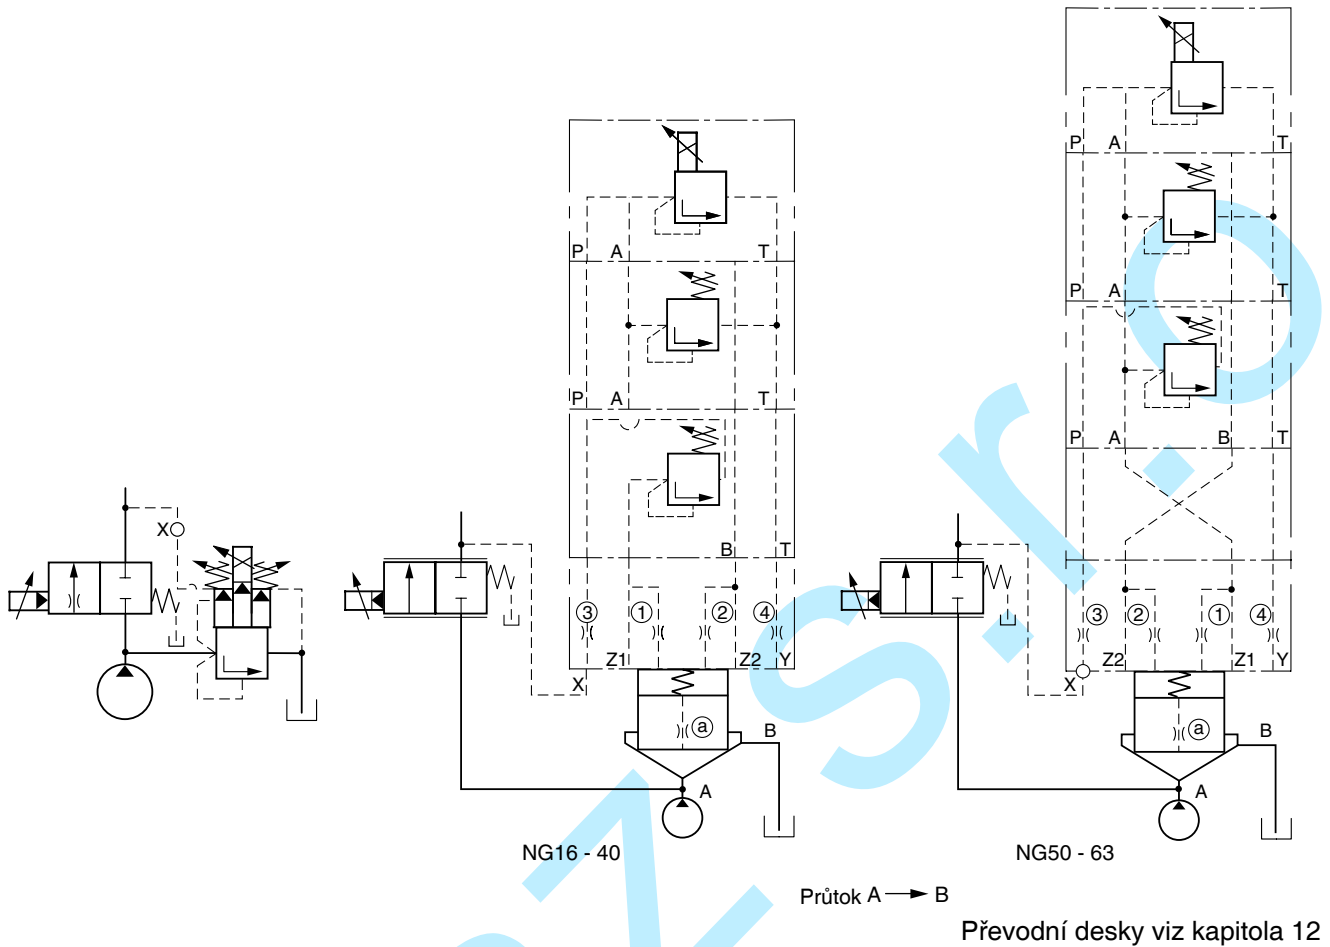 P A T
P A T
P A T
P A T
P A B T
B T
X
3 1 2 4
3 2 1 4
Z1 Z2 Y
X
Z2 Z1 Y
X
a B
a B
A
A
NG16 - 40
NG50 - 63
Průtok A B
Převodní desky viz kapitola 12
z s.r.o